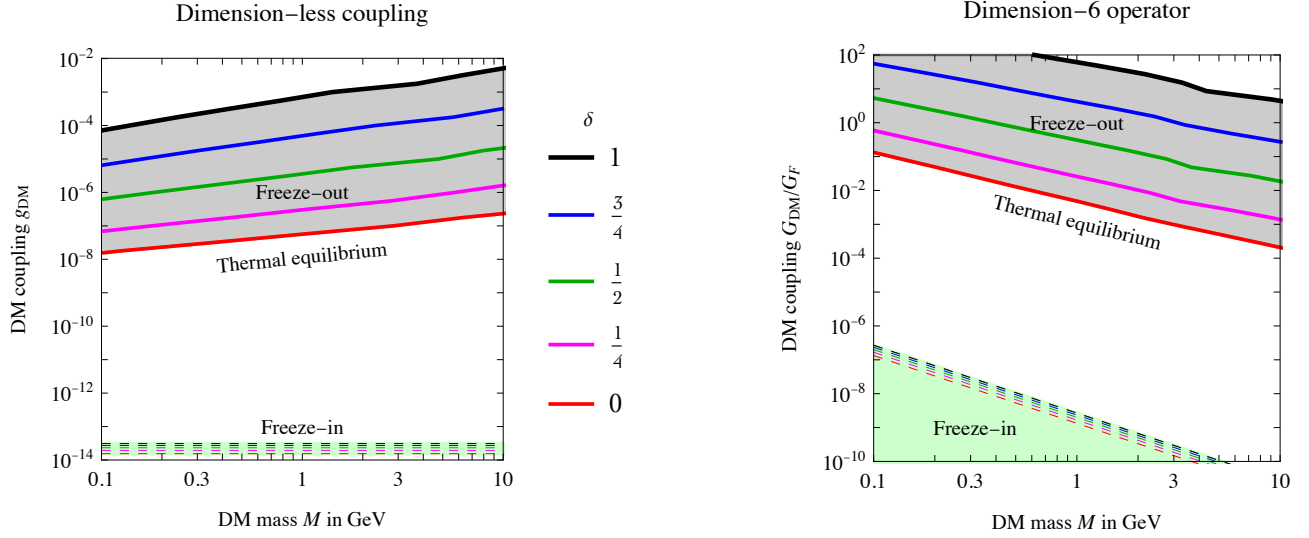 Dimension−less coupling
10^-2
10^-4
10^-6
10^-8
10^-10
10^-12
10^-14
DM coupling g_DM
Freeze−out
Thermal equilibrium
Freeze−in
0.1 0.3 1 3 10
DM mass M in GeV
δ
1
3/4
1/2
1/4
0
Dimension−6 operator
10^2
10^0
10^-2
10^-4
10^-6
10^-8
10^-10
DM coupling G_DM/G_F
Freeze−out
Thermal equilibrium
Freeze−in
0.1 0.3 1 3 10
DM mass M in GeV